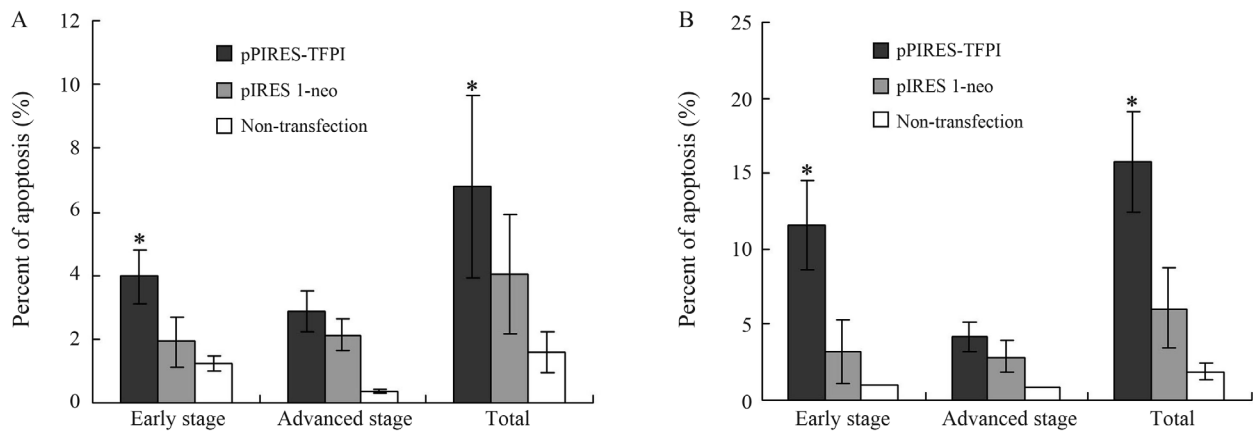 A
Percent of apoptosis (%)
12
10
8
6
4
2
0
pPIRES-TFPI
pIRES 1-neo
Non-transfection
*
*
Early stage
Advanced stage
Total
B
Percent of apoptosis (%)
25
20
15
10
5
0
pPIRES-TFPI
pIRES 1-neo
Non-transfection
*
*
Early stage
Advanced stage
Total